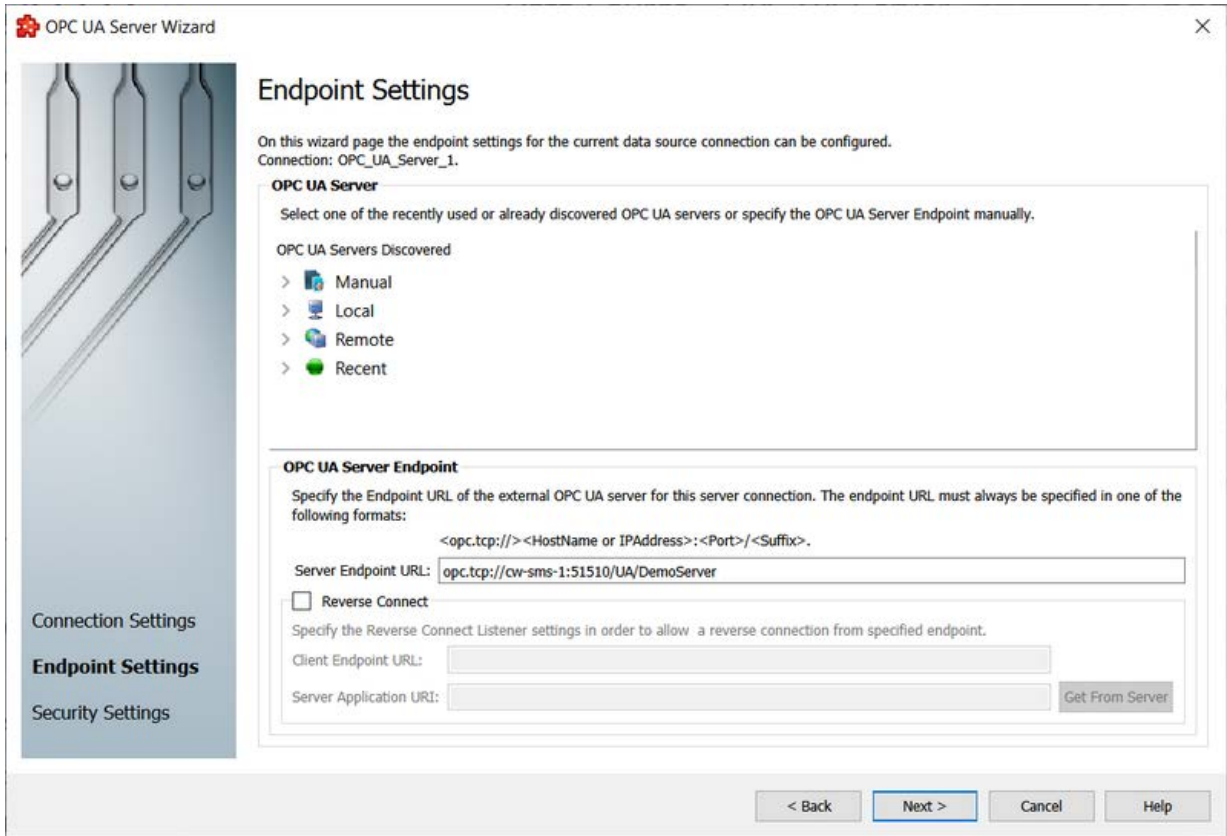 OPC UA Server Wizard
Endpoint Settings
On this wizard page the endpoint settings for the current data source connection can be configured.
Connection: OPC_UA_Server_1.
OPC UA Server
Select one of the recently used or already discovered OPC UA servers or specify the OPC UA Server Endpoint manually.
OPC UA Servers Discovered
Manual
Local
Remote
Recent
OPC UA Server Endpoint
Specify the Endpoint URL of the external OPC UA server for this server connection. The endpoint URL must always be specified in one of the
following formats:
<opc.tcp://><HostName or IPAddress>:<Port>/<Suffix>.
Server Endpoint URL: opc.tcp://cw-sms-1:51510/UA/DemoServer
Reverse Connect
Specify the Reverse Connect Listener settings in order to allow a reverse connection from specified endpoint.
Client Endpoint URL:
Server Application URI: Get From Server
Connection Settings
Endpoint Settings
Security Settings
< Back Next > Cancel Help